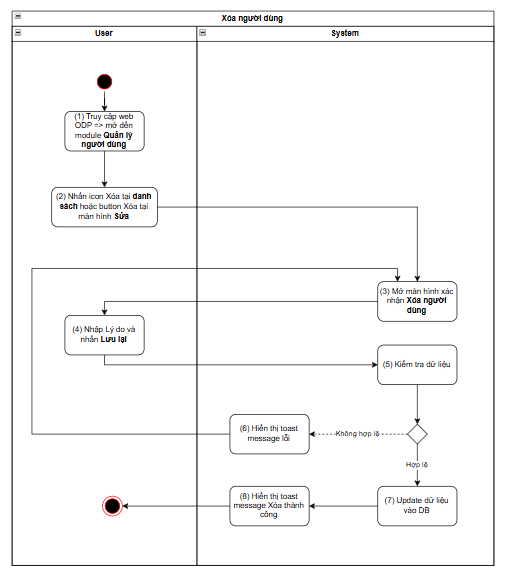 Xóa người dùng
User
System
(1) Truy cập web
ODP => mở đến
module Quản lý
người dùng
(2) Nhấn icon Xóa tại danh
sách hoặc button Xóa tại
màn hình Sửa
(3) Mở màn hình xác
nhận Xóa người
dùng
(4) Nhập Lý do và
nhấn Lưu lại
(5) Kiểm tra dữ liệu
(6) Hiển thị toast
message lỗi
Không hợp lệ
Hợp lệ
(8) Hiển thị toast
message Xóa thành
công
(7) Update dữ liệu
vào DB